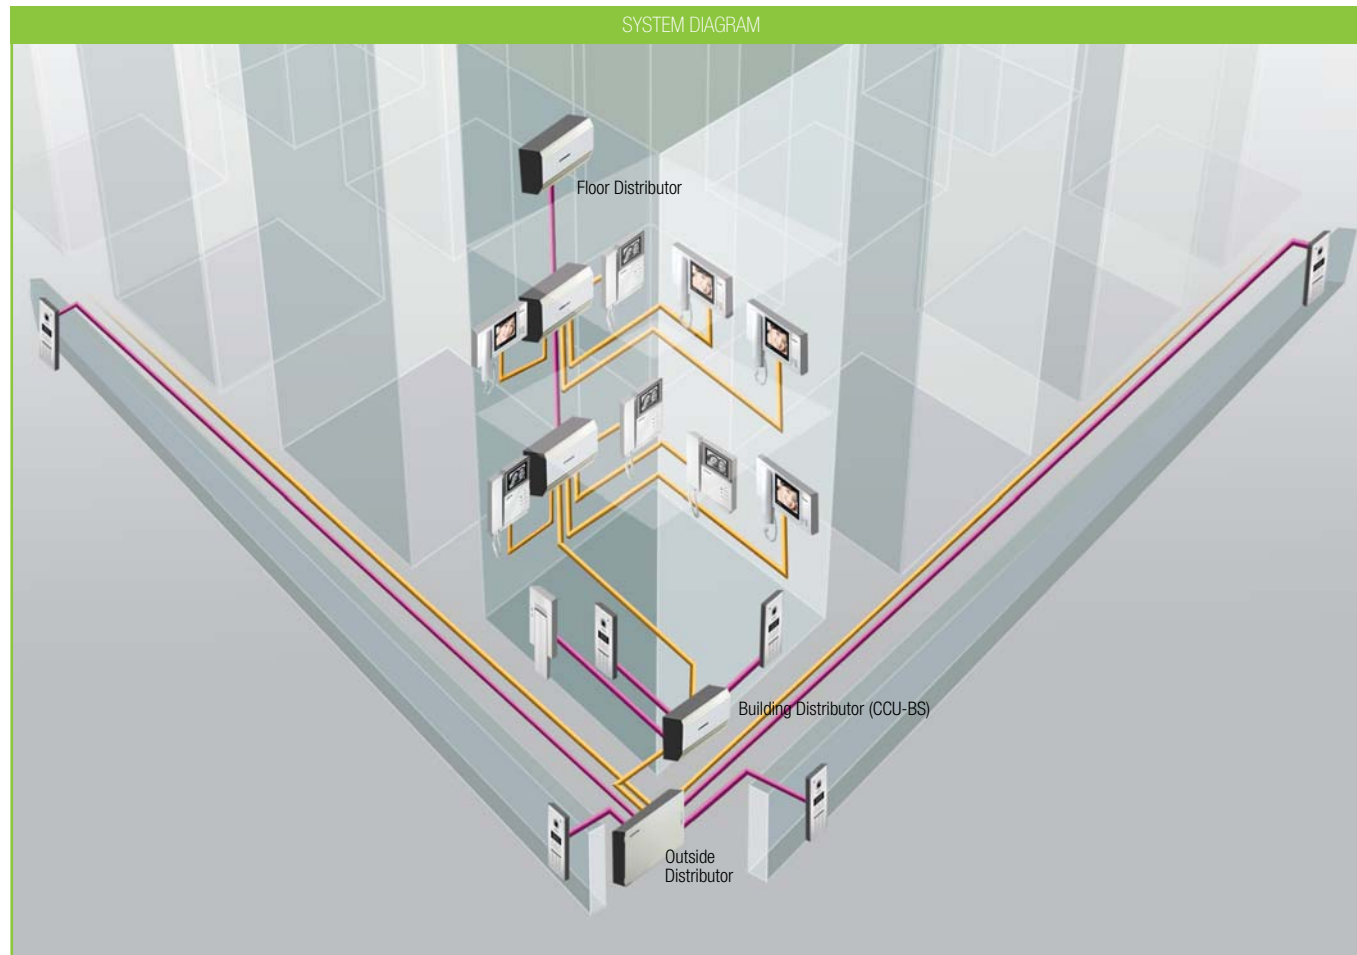 SYSTEM DIAGRAM
Floor Distributor
Building Distributor (CCU-BS)
Outside
Distributor